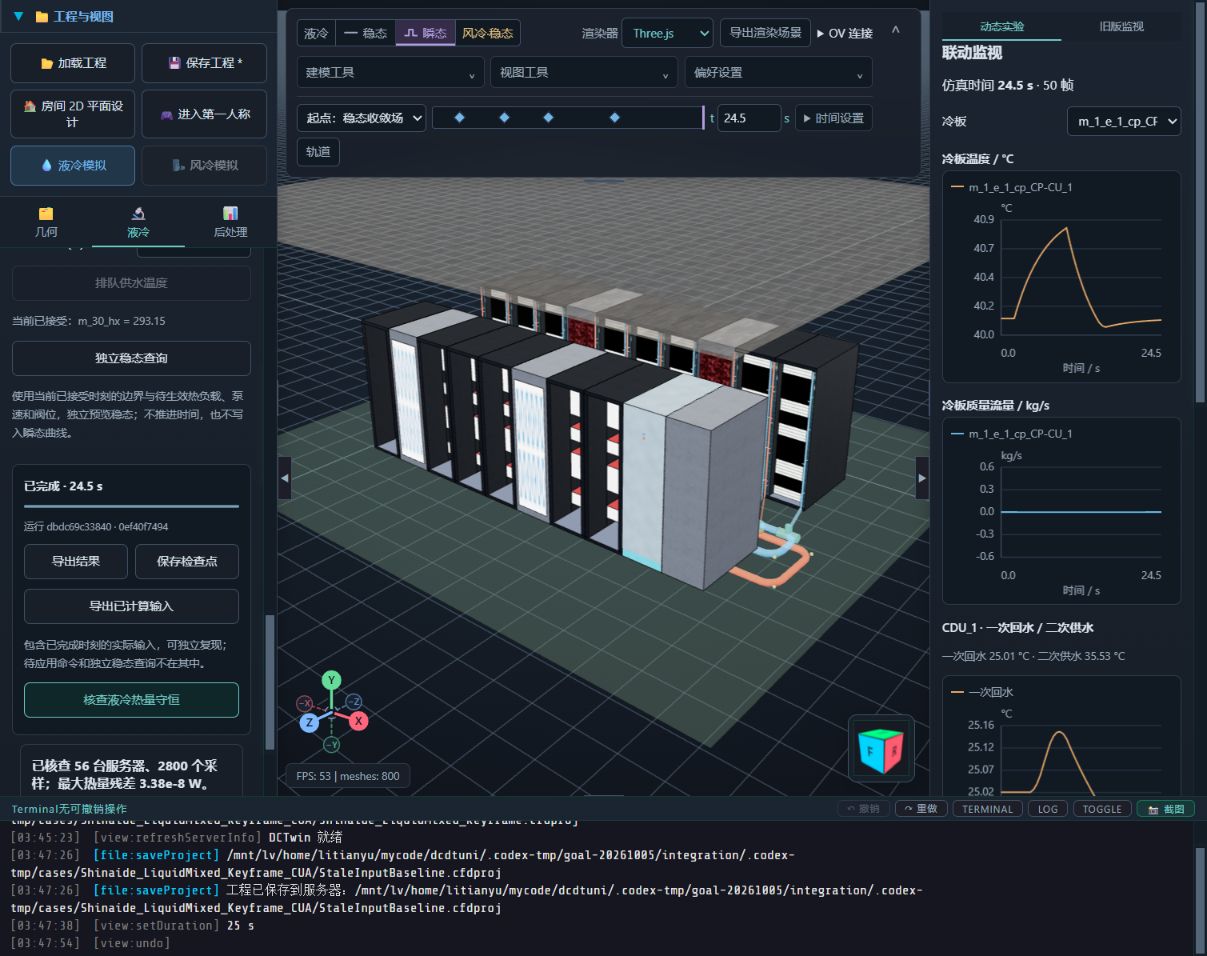 ▼ 工程与视图
加载工程
保存工程 *
房间 2D 平面设计
进入第一人称
液冷模拟
风冷模拟
几何
液冷
后处理
排队供水温度
当前已接受：m_30_hx = 293.15
独立稳态查询
使用当前已接受时刻的边界与待生效热负载、泵
速和阀位，独立预览稳态；不推进时间，也不写
入瞬态曲线。
已完成 · 24.5 s
运行 dbdc69c33840 · 0ef40f7494
导出结果
保存检查点
导出已计算输入
包含已完成时刻的实际输入，可独立复现；
待应用命令和独立稳态查询不在其中。
核查液冷热量守恒
已核查 56 台服务器、2800 个采
样；最大热量残差 3.38e-8 W。
液冷
稳态
瞬态
风冷·稳态
渲染器
Three.js
导出渲染场景
▶ OV 连接
建模工具
视图工具
偏好设置
起点：稳态收敛场
t
24.5
s
▶ 时间设置
轨道
Y
-X
-Z
Z
X
-Y
FPS: 53 | meshes: 800
动态实验
旧版监视
联动监视
仿真时间 24.5 s · 50 帧
冷板
m_1_e_1_cp_CF
冷板温度 / °C
m_1_e_1_cp_CP-CU_1
°C
40.9
40.7
40.4
40.2
40.0
0.0
24.5
时间 / s
冷板质量流量 / kg/s
m_1_e_1_cp_CP-CU_1
kg/s
0.6
0.3
0.0
-0.3
-0.6
0.0
24.5
时间 / s
CDU_1 · 一次回水 / 二次供水
一次回水 25.01 °C · 二次供水 35.53 °C
一次回水
°C
25.16
25.12
25.07
25.02
Terminal无可撤销操作
撤销
重做
TERMINAL
LOG
TOGGLE
截图
tmp/cases/Shinaide_LiquidMixed_Keyframe_CUA/Shinaide_LiquidMixed_Keyframe.cfdproj
[03:45:23] [view:refreshServerInfo] DCTwin 就绪
[03:47:26] [file:saveProject] /mnt/lv/home/litianyu/mycode/dcdtuni/.codex-tmp/goal-20261005/integration/.codex-
tmp/cases/Shinaide_LiquidMixed_Keyframe_CUA/StaleInputBaseline.cfdproj
[03:47:26] [file:saveProject] 工程已保存到服务器：/mnt/lv/home/litianyu/mycode/dcdtuni/.codex-tmp/goal-20261005/integration/.codex-
tmp/cases/Shinaide_LiquidMixed_Keyframe_CUA/StaleInputBaseline.cfdproj
[03:47:38] [view:setDuration] 25 s
[03:47:54] [view:undo]